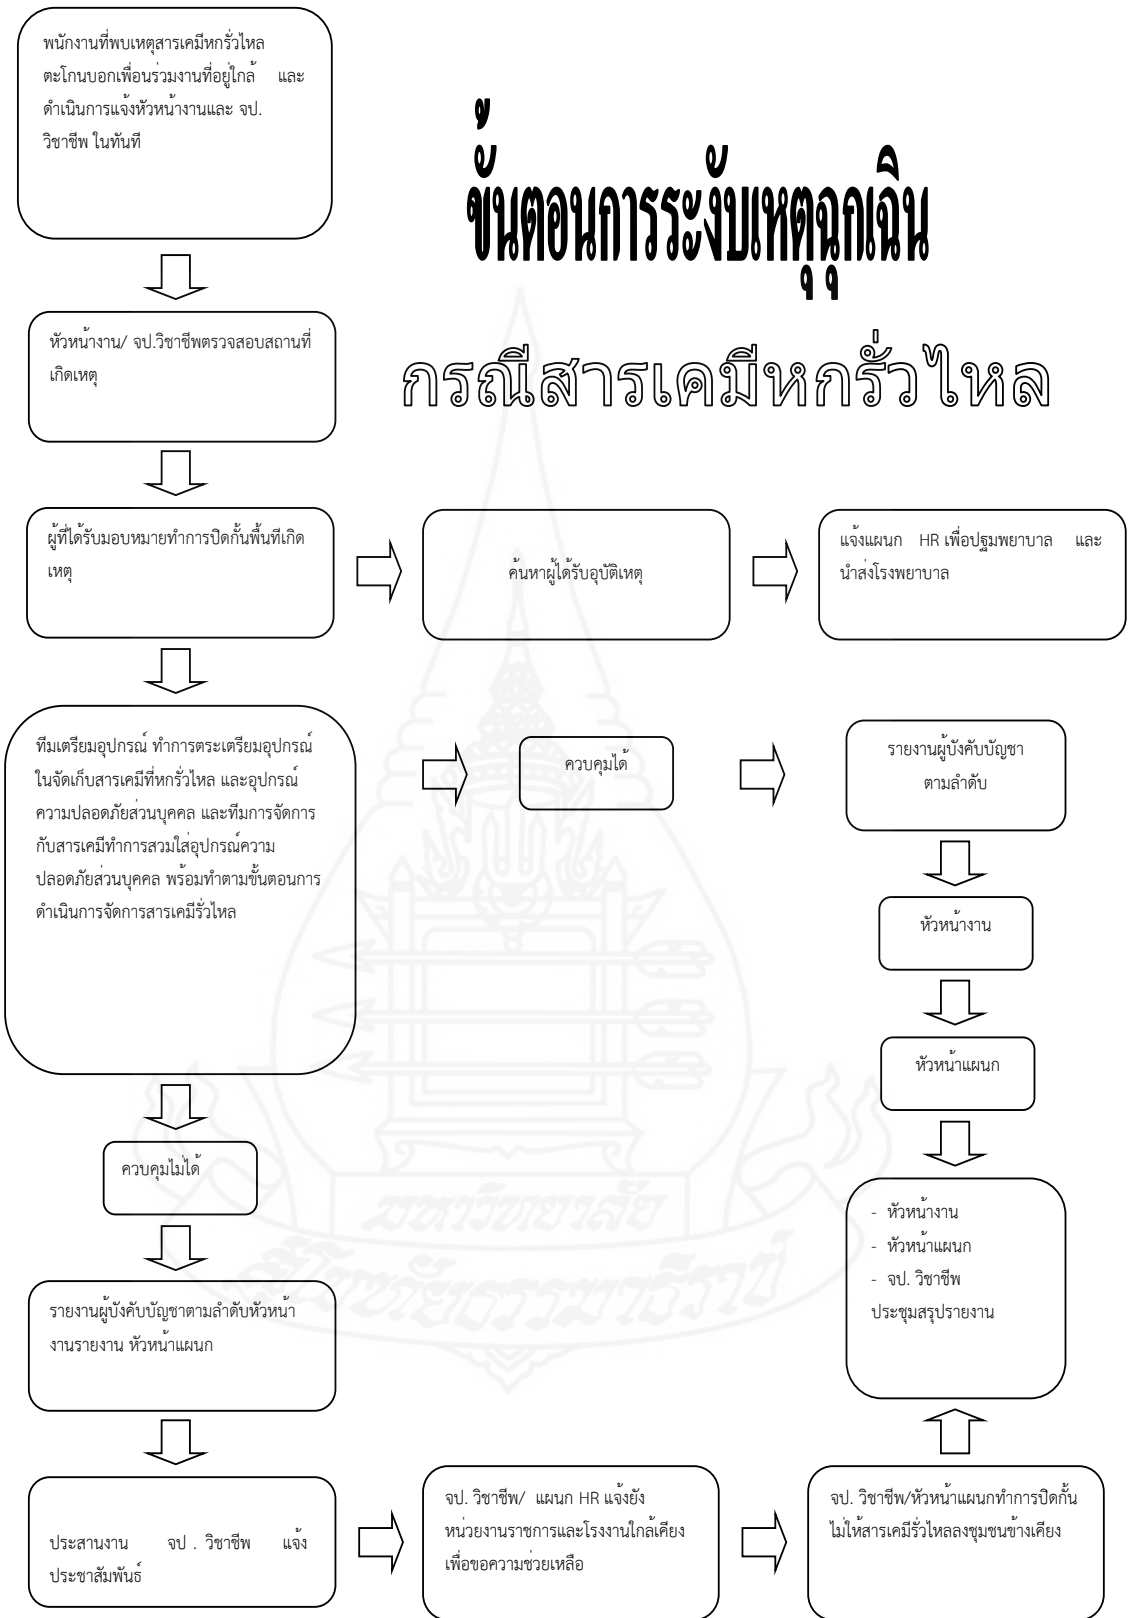 พนักงานที่พบเหตุสารเคมีหกรั่วไหล
ตะโกนบอกเพื่อนร่วมงานที่อยู่ใกล้ และ
ดำเนินการแจ้งหัวหน้างานและ จป.
วิชาชีพ ในทันที
ขั้นตอนการระงับเหตุฉุกเฉิน
กรณีสารเคมีหกรั่วไหล
หัวหน้างาน/ จป.วิชาชีพตรวจสอบสถานที่
เกิดเหตุ
ผู้ที่ได้รับมอบหมายทำการปิดกั้นพื้นทีเกิด
เหตุ
ค้นหาผู้ได้รับอุบัติเหตุ
แจ้งแผนก HR เพื่อปฐมพยาบาล และ
นำส่งโรงพยาบาล
ทีมเตรียมอุปกรณ์ ทำการตระเตรียมอุปกรณ์
ในจัดเก็บสารเคมีที่หกรั่วไหล และอุปกรณ์
ความปลอดภัยส่วนบุคคล และทีมการจัดการ
กับสารเคมีทำการสวมใส่อุปกรณ์ความ
ปลอดภัยส่วนบุคคล พร้อมทำตามขั้นตอนการ
ดำเนินการจัดการสารเคมีรั่วไหล
ควบคุมได้
รายงานผู้บังคับบัญชา
ตามลำดับ
หัวหน้างาน
หัวหน้าแผนก
ควบคุมไม่ได้
- หัวหน้างาน
- หัวหน้าแผนก
- จป. วิชาชีพ
ประชุมสรุปรายงาน
มหาวิทยาลัย
สุโขทัยธรรมาธิราช
รายงานผู้บังคับบัญชาตามลำดับหัวหน้า
งานรายงาน หัวหน้าแผนก
ประสานงาน จป . วิชาชีพ แจ้ง
ประชาสัมพันธ์
จป. วิชาชีพ/ แผนก HR แจ้งยัง
หน่วยงานราชการและโรงงานใกล้เคียง
เพื่อขอความช่วยเหลือ
จป. วิชาชีพ/หัวหน้าแผนกทำการปิดกั้น
ไม่ให้สารเคมีรั่วไหลลงชุมชนข้างเคียง